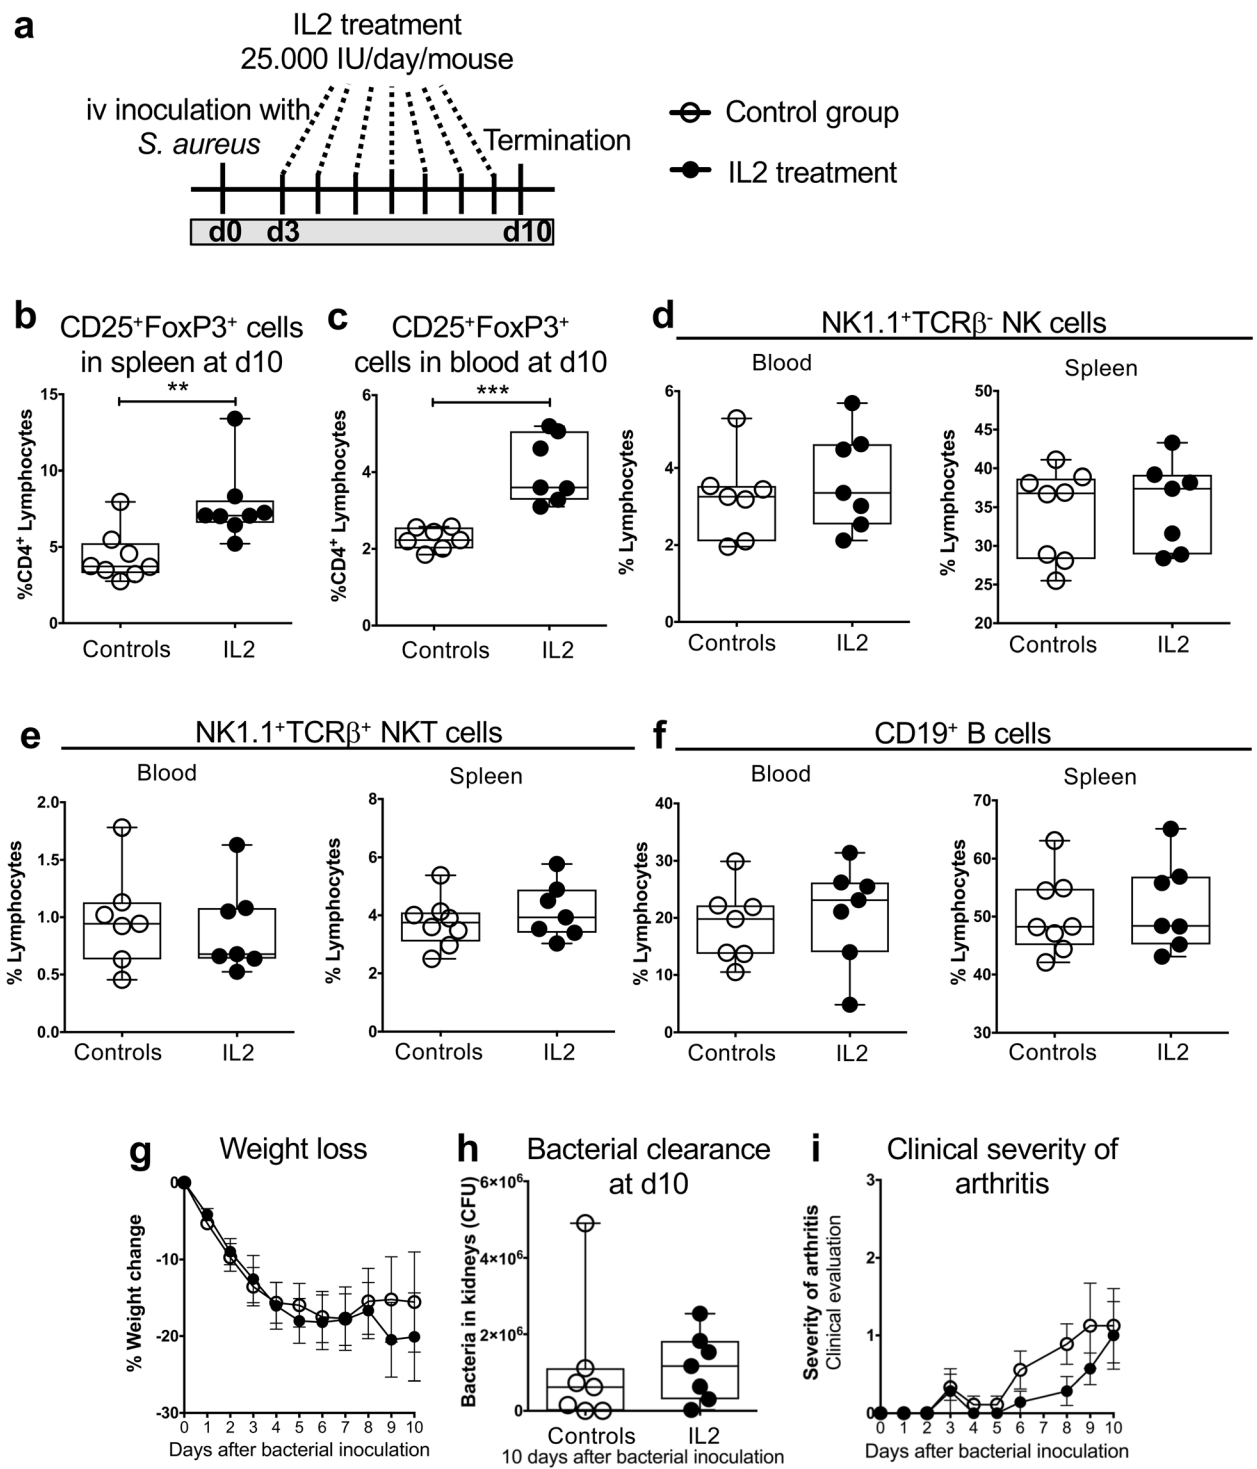 a
IL2 treatment
25.000 IU/day/mouse
iv inoculation with
S. aureus
Termination
d0 d3 d10
Control group
IL2 treatment
b
CD25+FoxP3+ cells
in spleen at d10
**
%CD4+ Lymphocytes
15
10
5
0
Controls IL2
c
CD25+FoxP3+
cells in blood at d10
***
%CD4+ Lymphocytes
6
4
2
0
Controls IL2
d
NK1.1+TCRβ- NK cells
Blood
% Lymphocytes
6
4
2
0
Controls IL2
Spleen
% Lymphocytes
50
45
40
35
30
25
20
Controls IL2
e
NK1.1+TCRβ+ NKT cells
Blood
% Lymphocytes
2.0
1.5
1.0
0.5
0.0
Controls IL2
Spleen
% Lymphocytes
8
6
4
2
0
Controls IL2
f
CD19+ B cells
Blood
% Lymphocytes
40
30
20
10
0
Controls IL2
Spleen
% Lymphocytes
70
60
50
40
30
Controls IL2
g
Weight loss
% Weight change
0
-10
-20
-30
0 1 2 3 4 5 6 7 8 9 10
Days after bacterial inoculation
h
Bacterial clearance
at d10
Bacteria in kidneys (CFU)
6×10⁶
4×10⁶
2×10⁶
0
Controls IL2
10 days after bacterial inoculation
i
Clinical severity of
arthritis
Severity of arthritis
Clinical evaluation
3
2
1
0
0 1 2 3 4 5 6 7 8 9 10
Days after bacterial inoculation